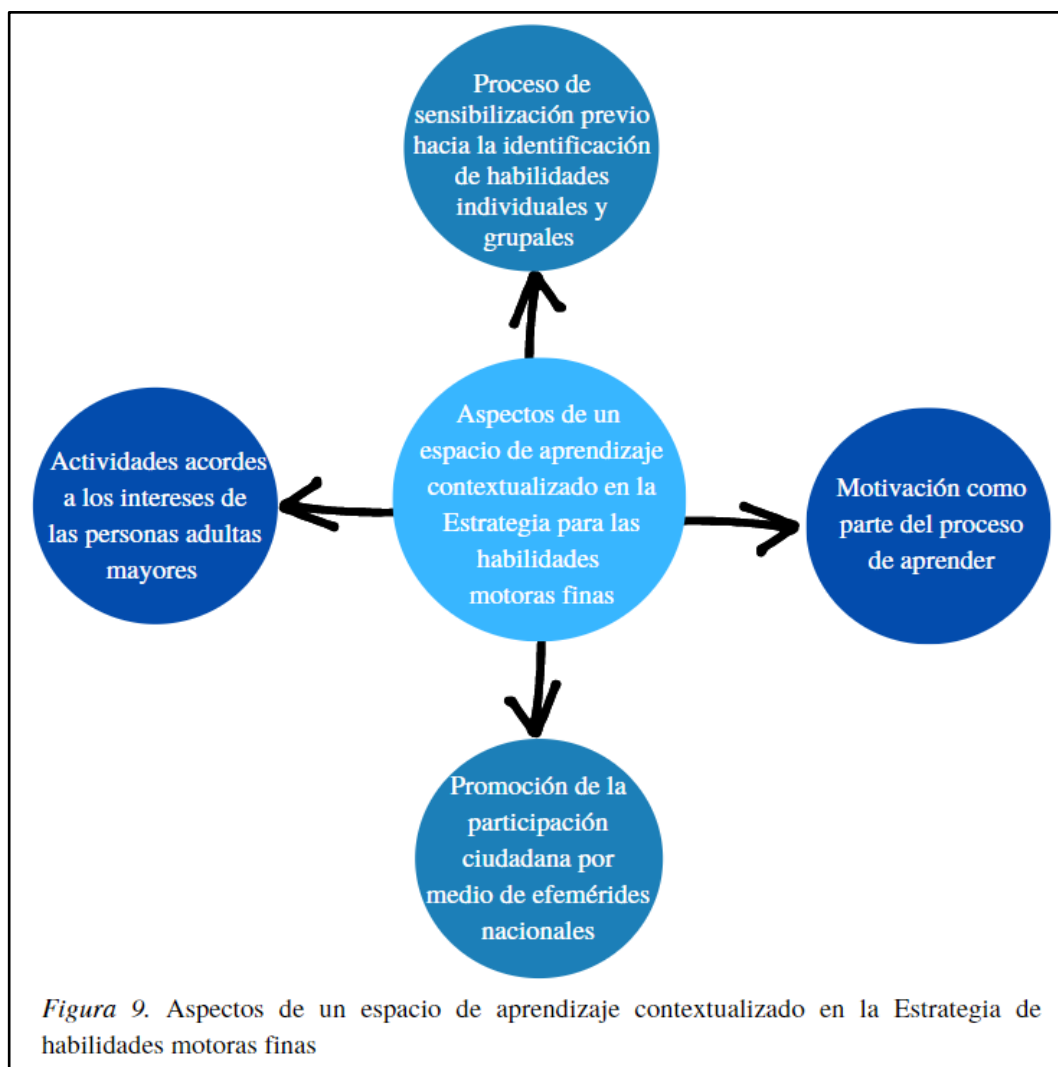 Proceso de
sensibilización previo
hacia la identificación
de habilidades
individuales y
grupales
Actividades acordes
a los intereses de
las personas adultas
mayores
Aspectos de un
espacio de aprendizaje
contextualizado en la
Estrategia para las
habilidades
motoras finas
Motivación como
parte del proceso
de aprender
Promoción de la
participación
ciudadana por
medio de efemérides
nacionales
Figura 9. Aspectos de un espacio de aprendizaje contextualizado en la Estrategia de
habilidades motoras finas